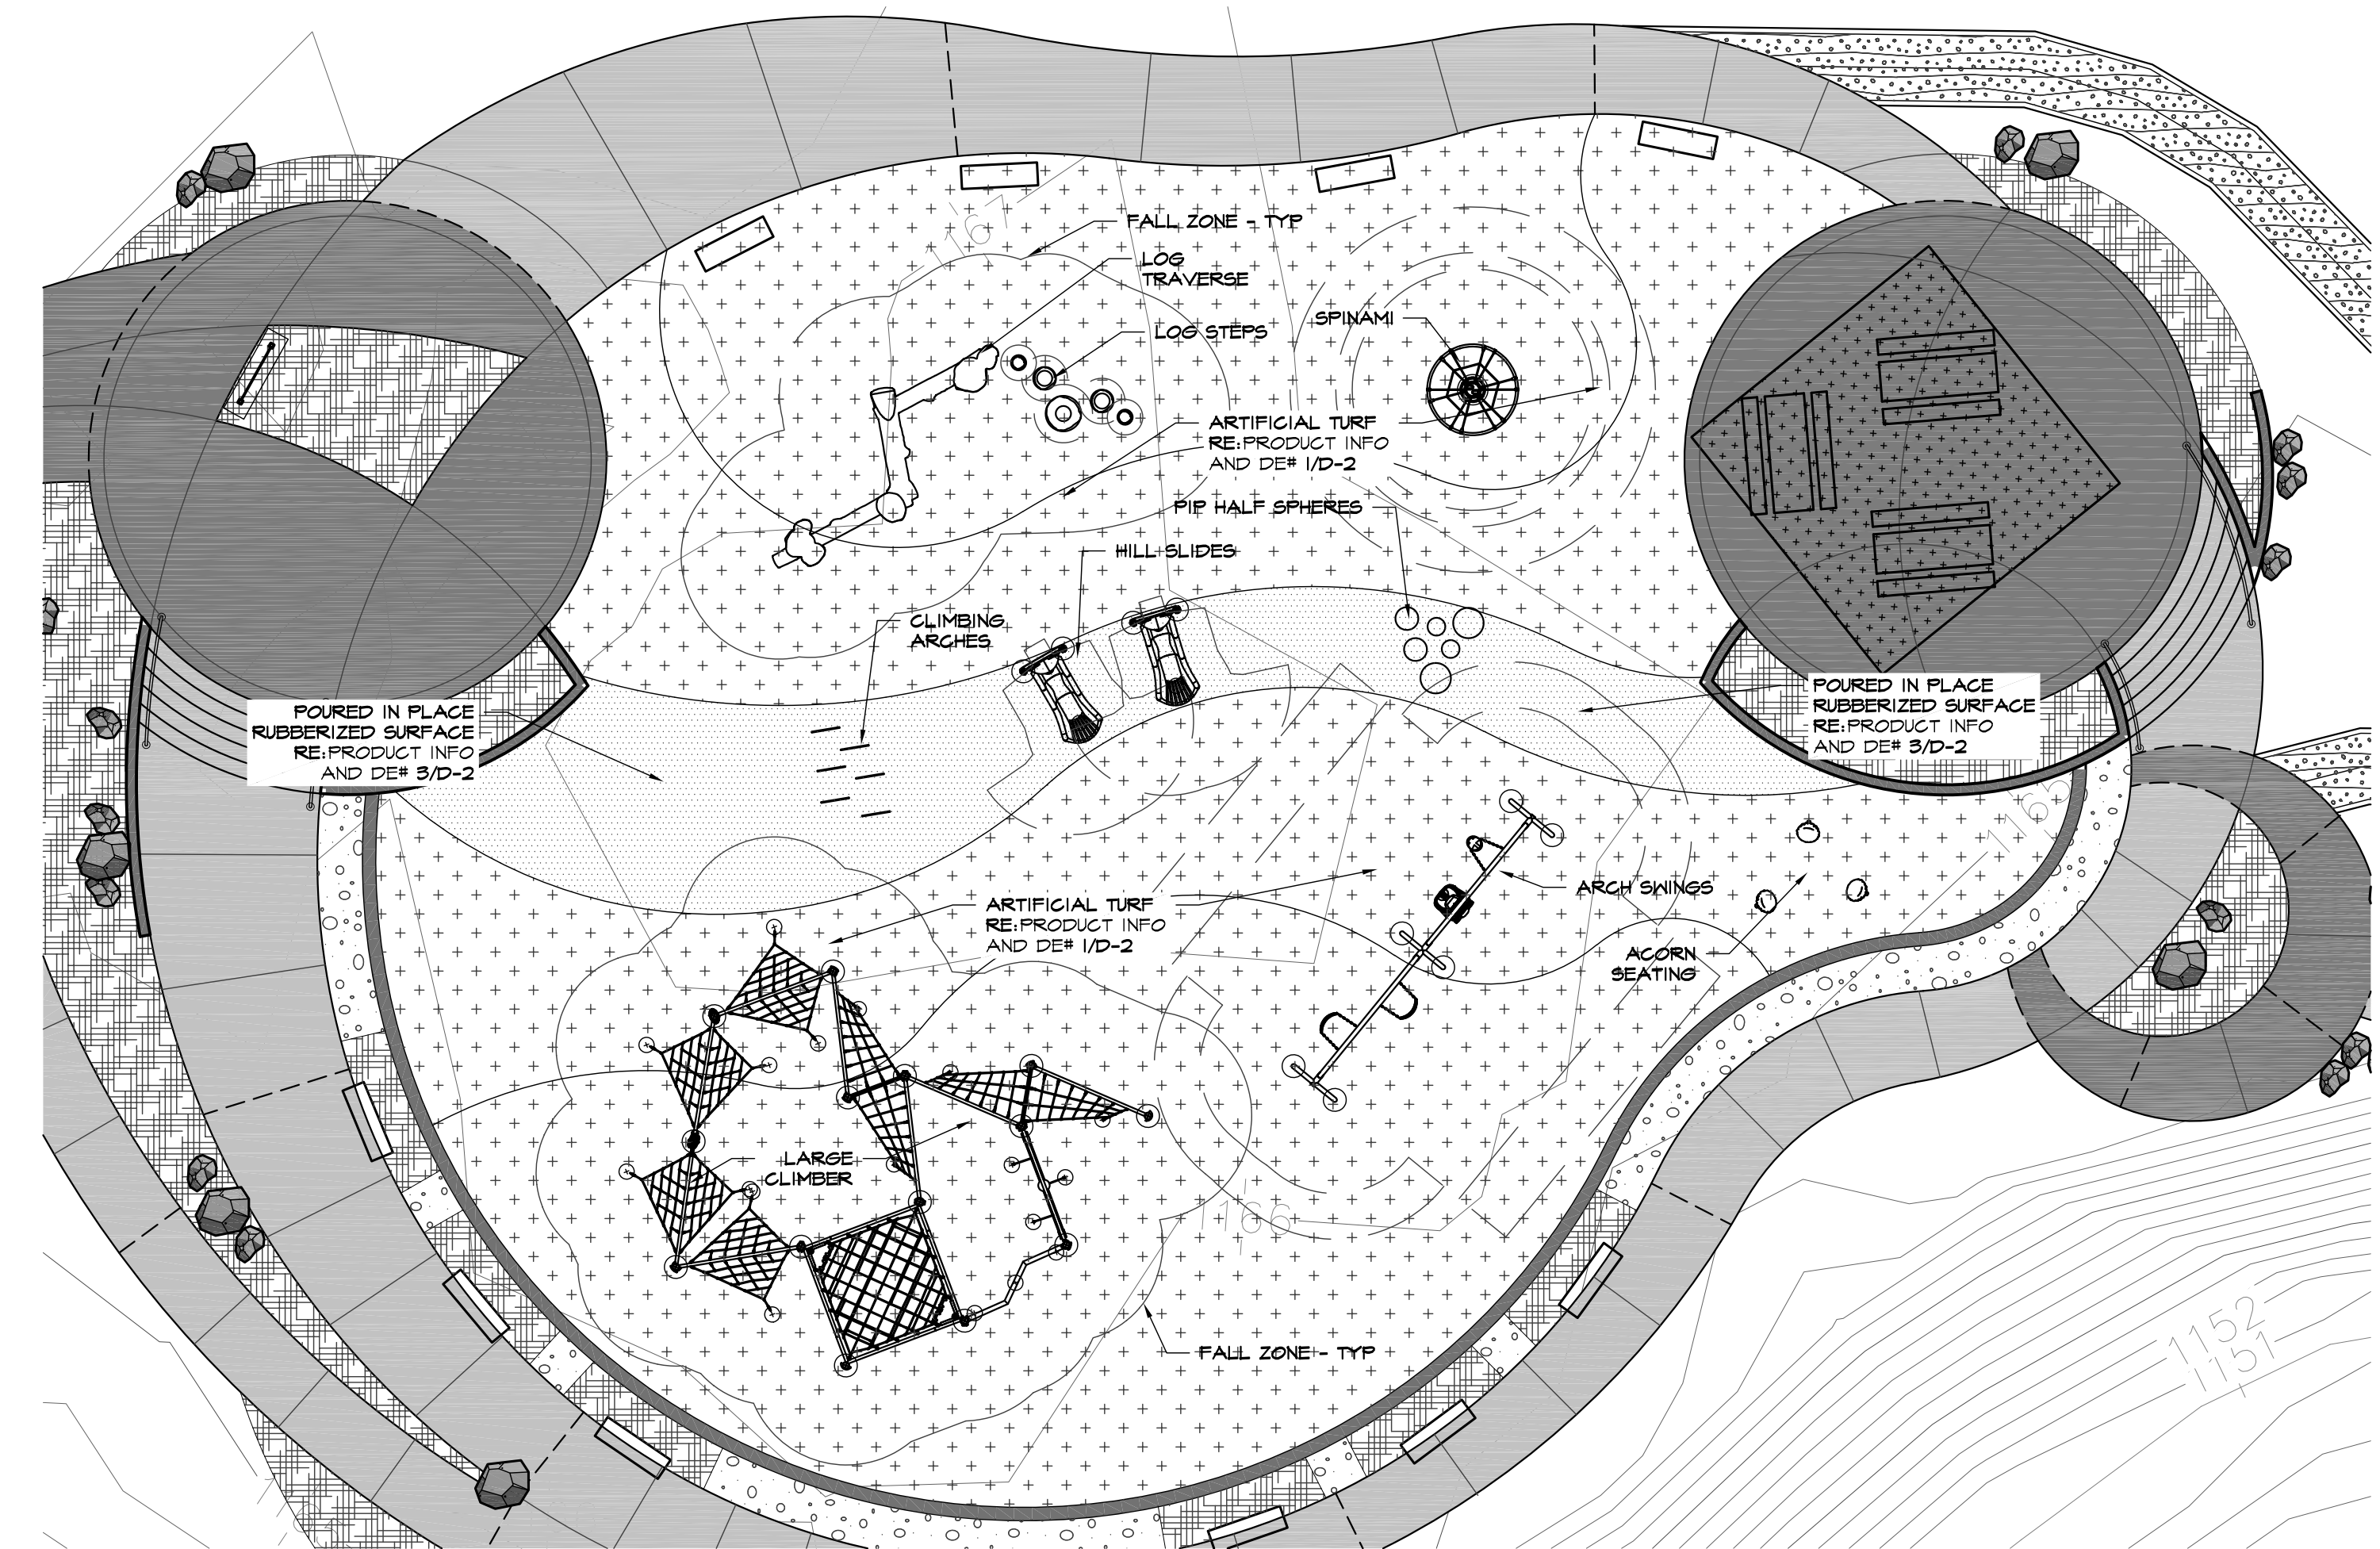 1167
FALL ZONE - TYP
LOG
TRAVERSE
LOG STEPS
SPINAMI
ARTIFICIAL TURF
RE:PRODUCT INFO
AND DE# 1/D-2
PIP HALF SPHERES
HILL SLIDES
CLIMBING
ARCHES
POURED IN PLACE
RUBBERIZED SURFACE
RE:PRODUCT INFO
AND DE# 3/D-2
POURED IN PLACE
RUBBERIZED SURFACE
RE:PRODUCT INFO
AND DE# 3/D-2
1165
ARTIFICIAL TURF
RE:PRODUCT INFO
AND DE# 1/D-2
ARCH SWINGS
ACORN
SEATING
LARGE
CLIMBER
1166
FALL ZONE - TYP
1152
1151